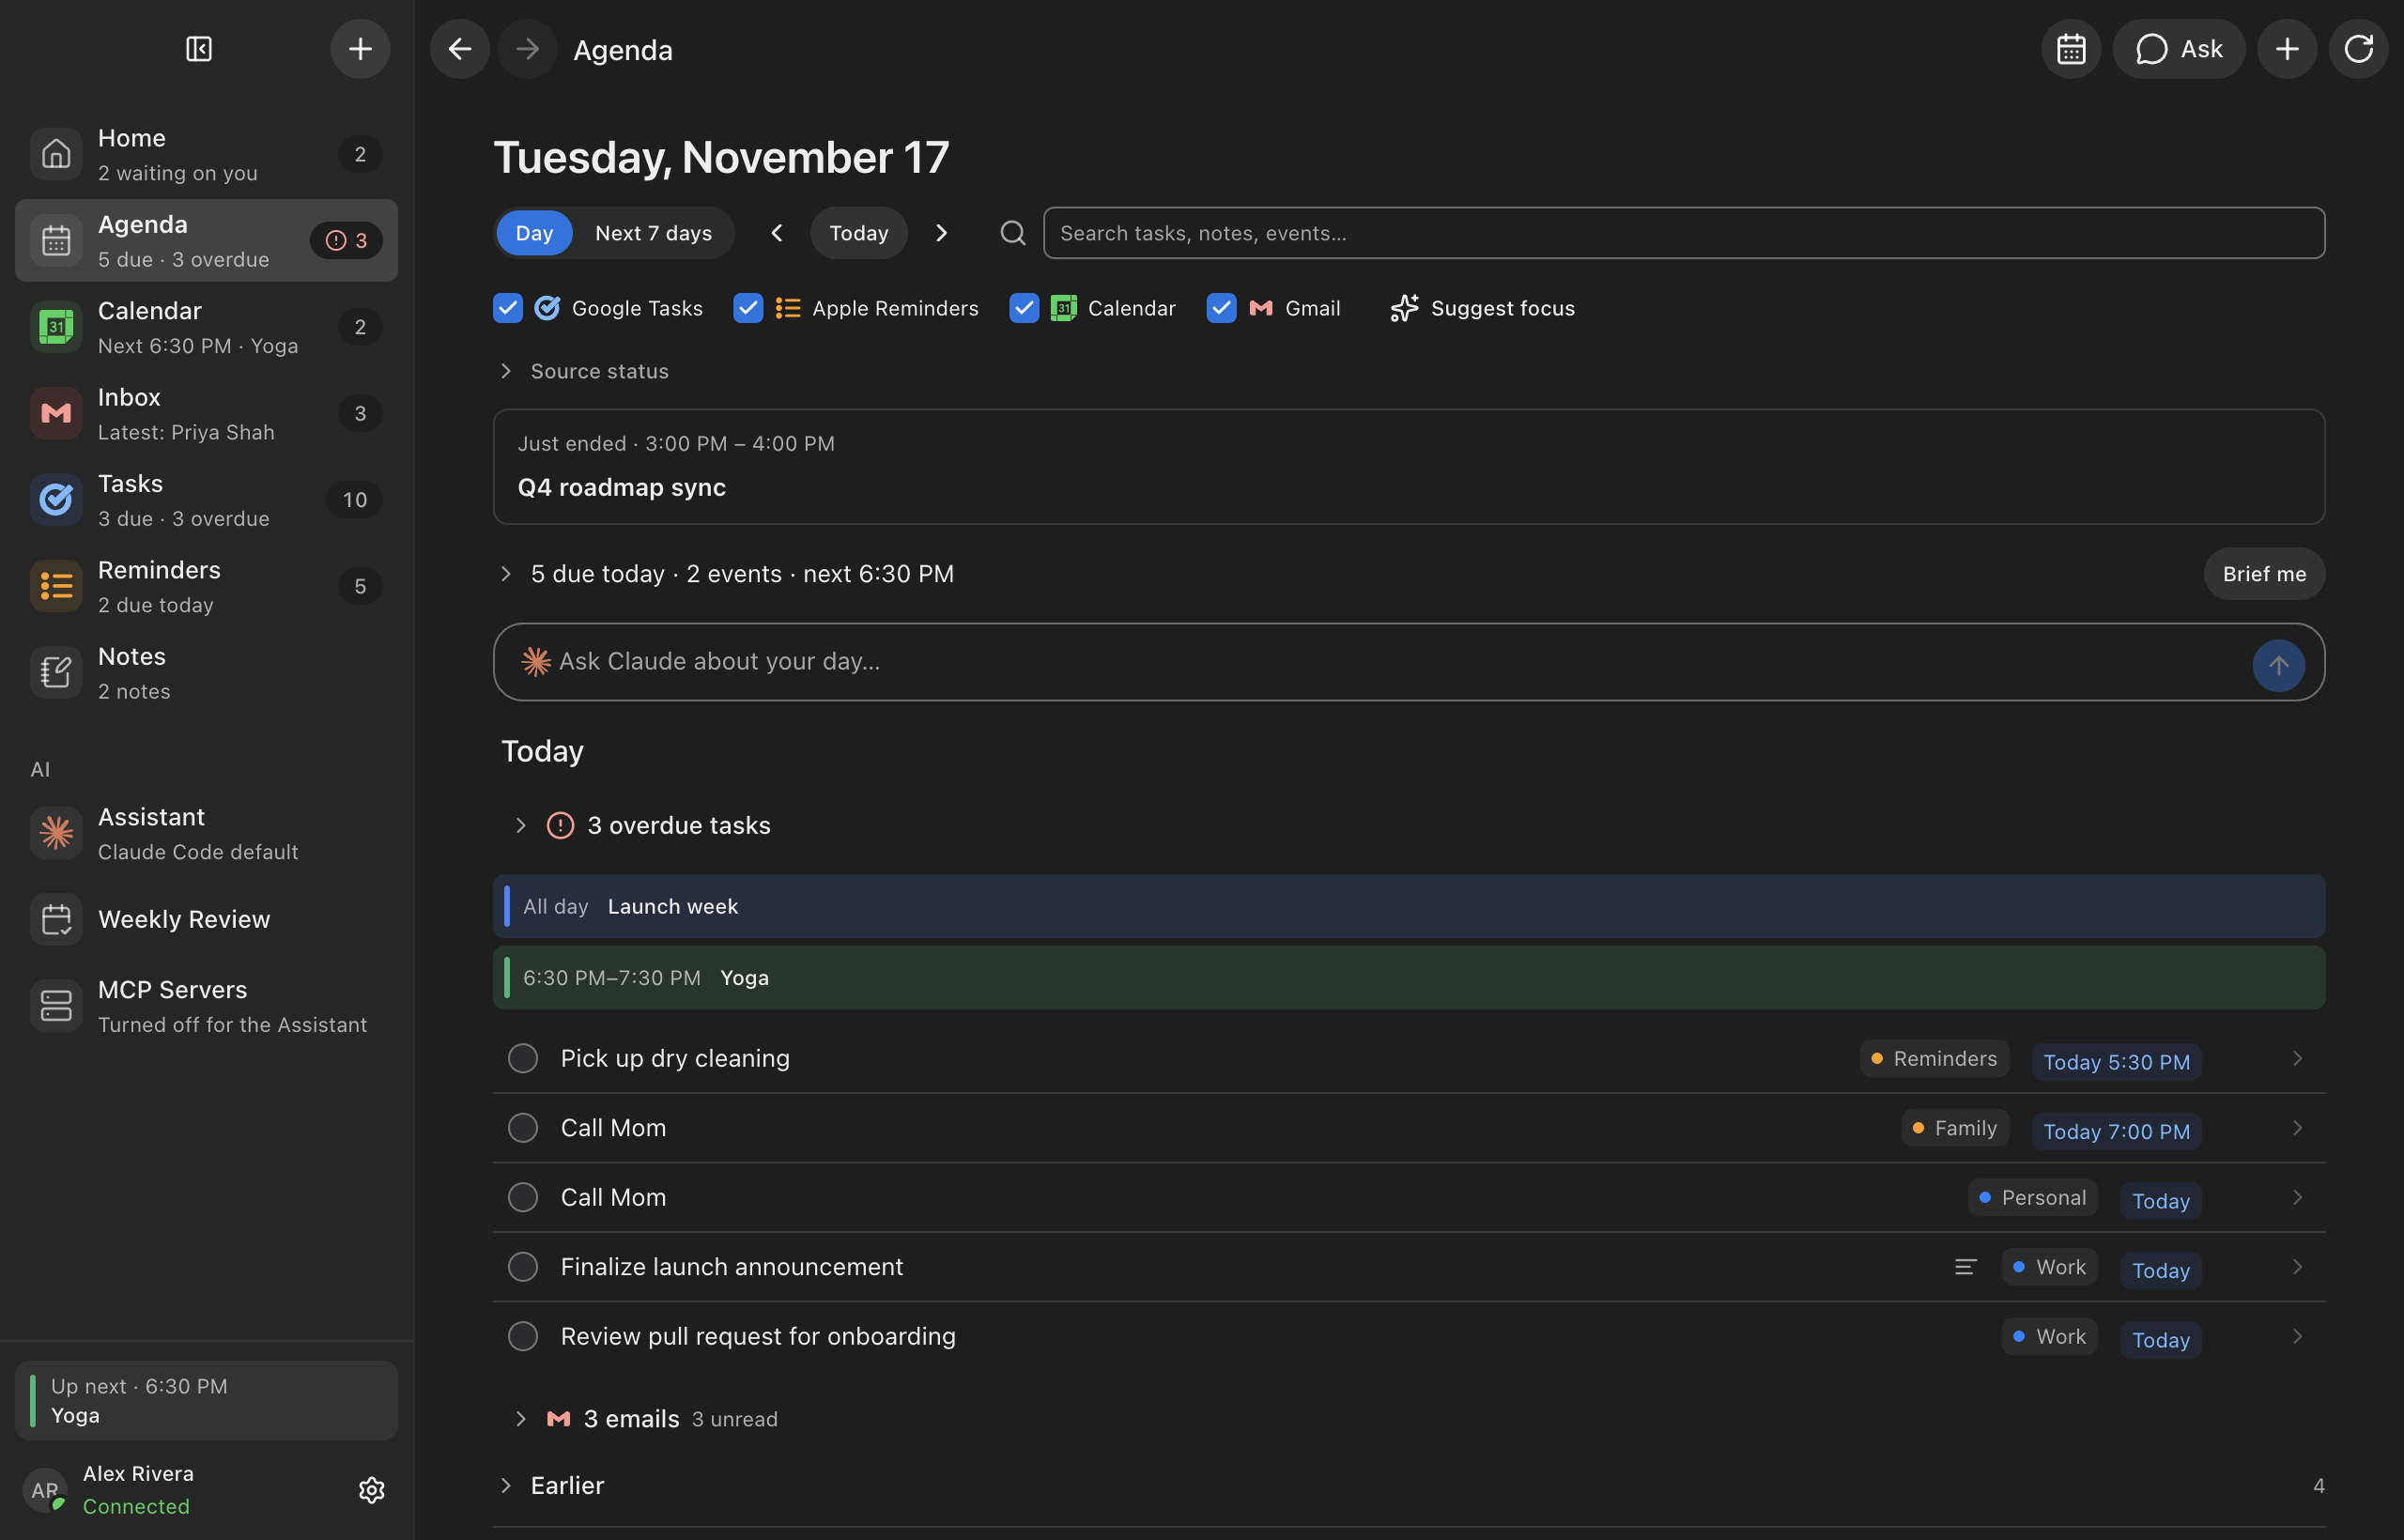 Home
2 waiting on you
2
Agenda
5 due · 3 overdue
3
Calendar
Next 6:30 PM · Yoga
2
31
Inbox
Latest: Priya Shah
3
Tasks
3 due · 3 overdue
10
Reminders
2 due today
5
Notes
2 notes
AI
Assistant
Claude Code default
Weekly Review
MCP Servers
Turned off for the Assistant
Up next · 6:30 PM
Yoga
AR
Alex Rivera
Connected
Agenda
Ask
Tuesday, November 17
Day
Next 7 days
Today
Search tasks, notes, events...
Google Tasks
Apple Reminders
31
Calendar
Gmail
Suggest focus
Source status
Just ended · 3:00 PM – 4:00 PM
Q4 roadmap sync
5 due today · 2 events · next 6:30 PM
Brief me
Ask Claude about your day...
Today
3 overdue tasks
All day Launch week
6:30 PM–7:30 PM Yoga
Pick up dry cleaning Reminders Today 5:30 PM
Call Mom Family Today 7:00 PM
Call Mom Personal Today
Finalize launch announcement Work Today
Review pull request for onboarding Work Today
3 emails 3 unread
Earlier 4